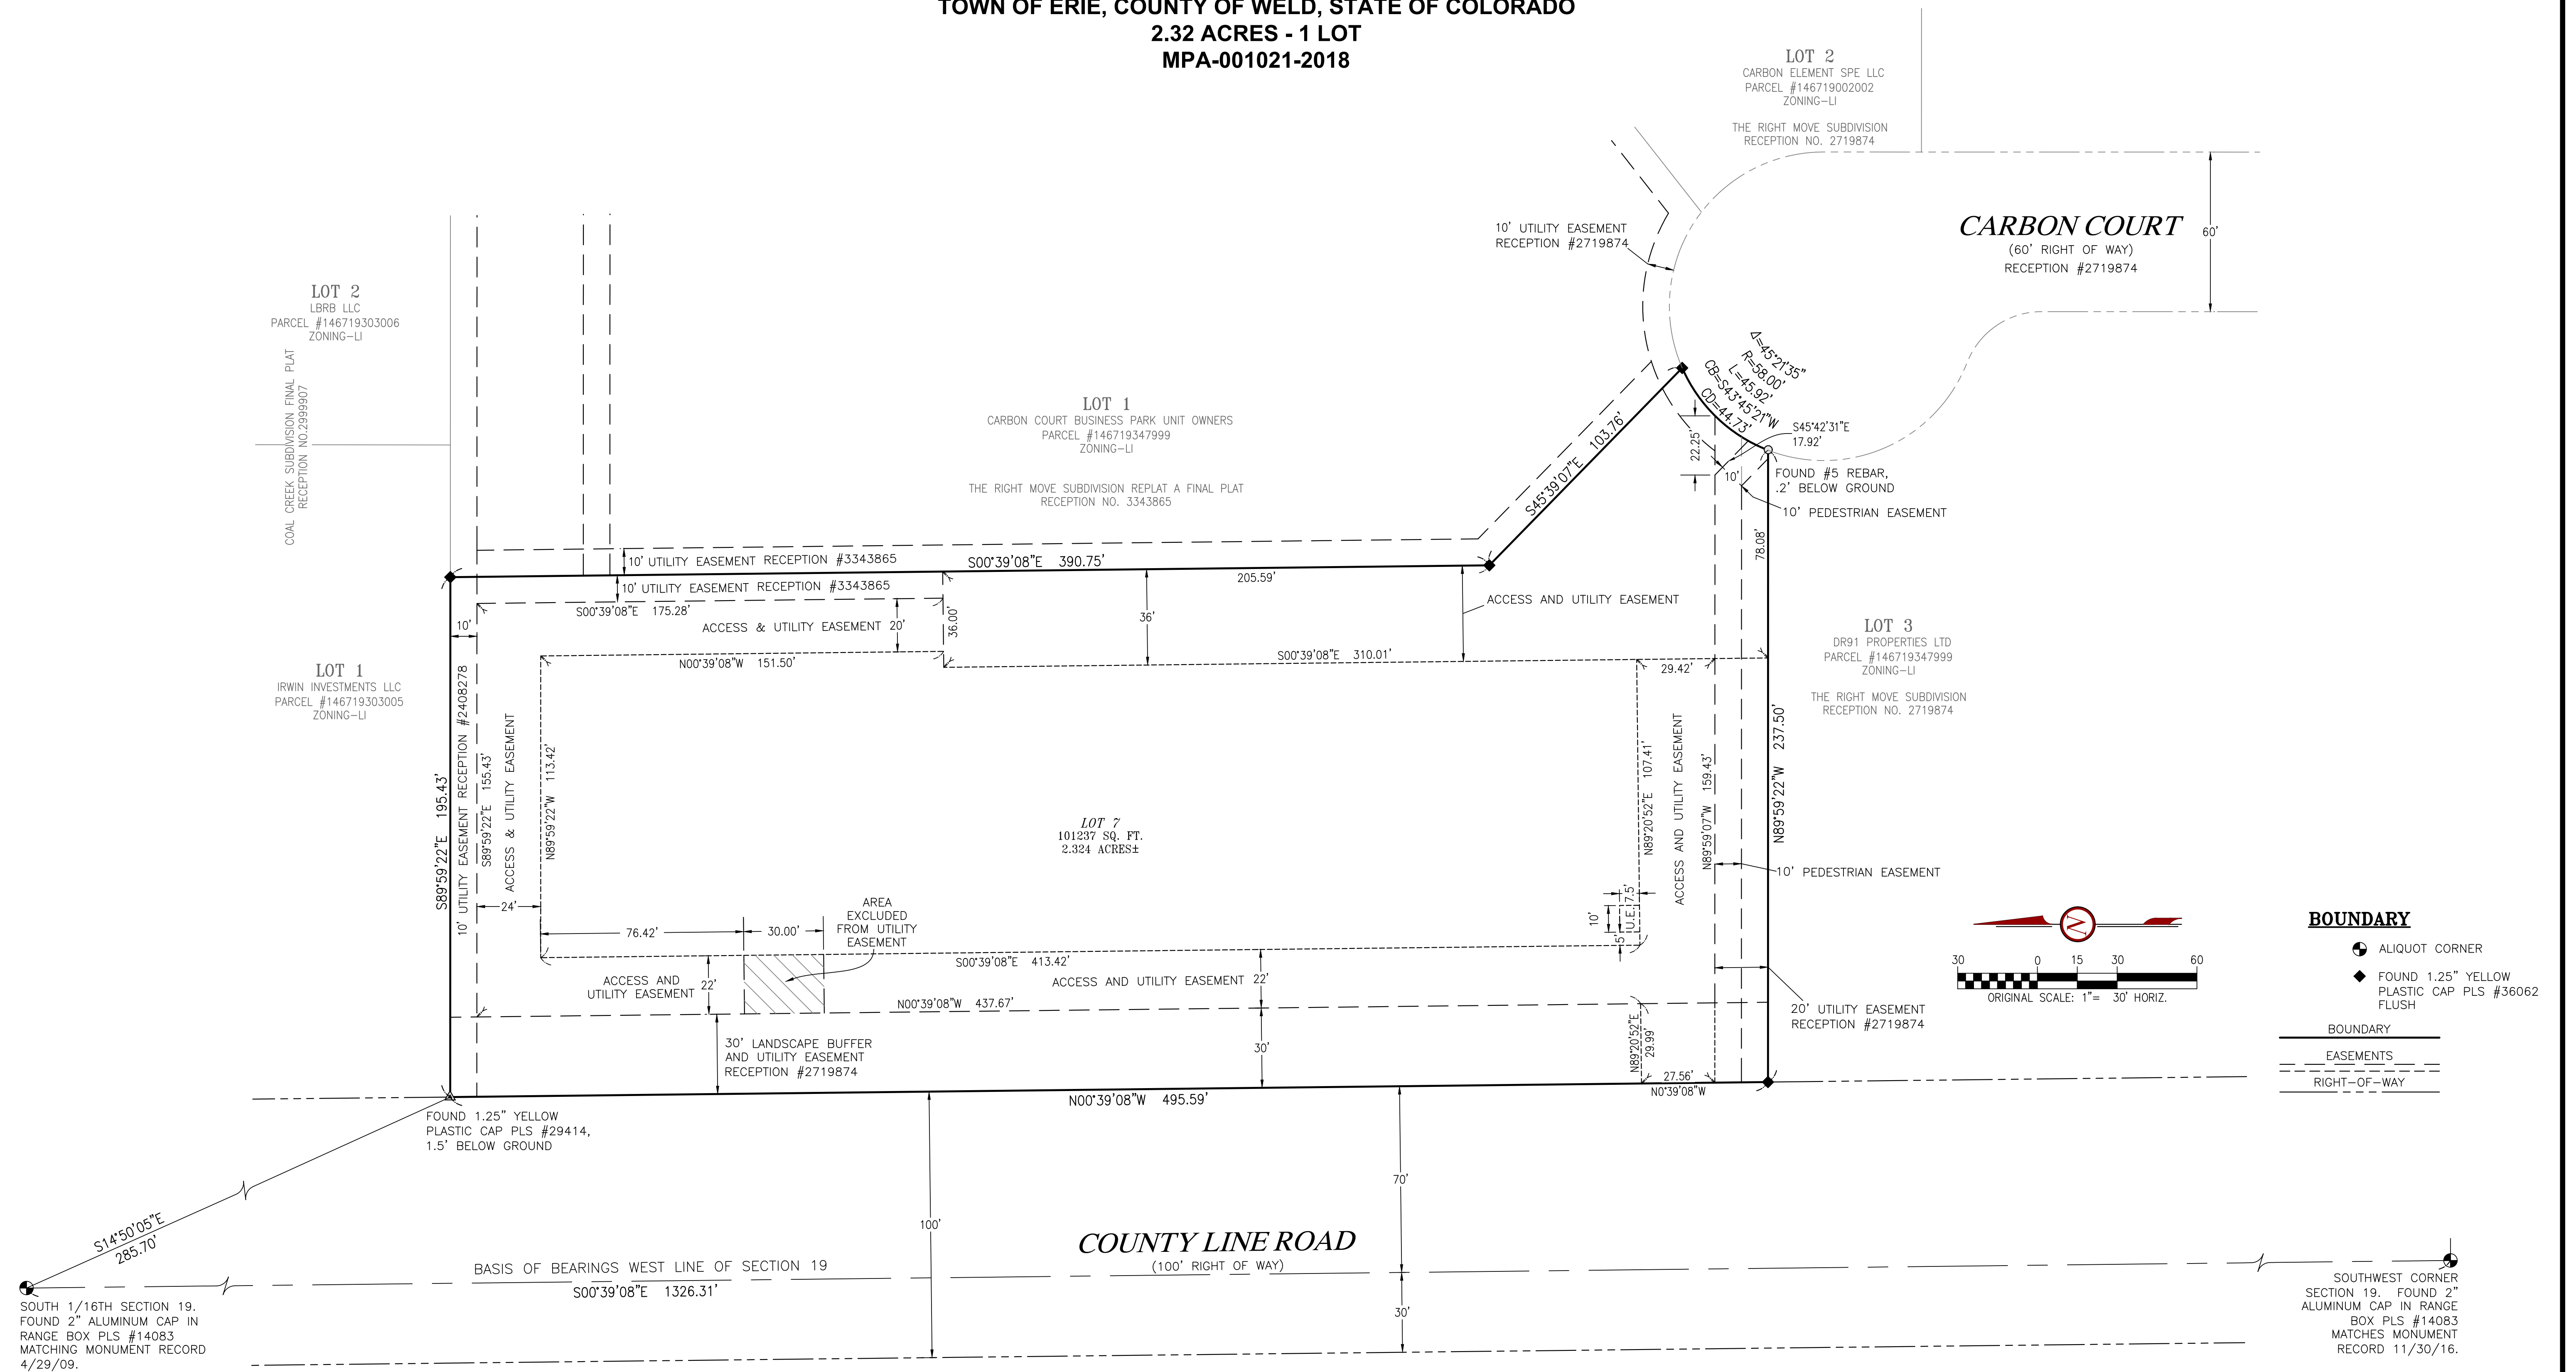 TOWN OF ERIE, COUNTY OF WELD, STATE OF COLORADO
2.32 ACRES - 1 LOT
MPA-001021-2018
LOT 2
CARBON ELEMENT SPE LLC
PARCEL #146719002002
ZONING-LI
THE RIGHT MOVE SUBDIVISION
RECEPTION NO. 2719874
10' UTILITY EASEMENT
RECEPTION #2719874
CARBON COURT
(60' RIGHT OF WAY)
RECEPTION #2719874
60'
LOT 2
LBRB LLC
PARCEL #146719303006
ZONING-LI
COAL CREEK SUBDIVISION FINAL PLAT
RECEPTION NO.2999907
LOT 1
CARBON COURT BUSINESS PARK UNIT OWNERS
PARCEL #146719347999
ZONING-LI
THE RIGHT MOVE SUBDIVISION REPLAT A FINAL PLAT
RECEPTION NO. 3343865
Δ=45°21'35"
R=58.00'
L=45.92'
CB=S43°45'21"W
CD=44.73'
S45°42'31"E
17.92'
22.25'
10'
S45°39'07"E 103.76'
FOUND #5 REBAR,
.2' BELOW GROUND
10' PEDESTRIAN EASEMENT
78.08'
10' UTILITY EASEMENT RECEPTION #3343865
S00°39'08"E 390.75'
10' UTILITY EASEMENT RECEPTION #3343865
205.59'
S00°39'08"E 175.28'
ACCESS & UTILITY EASEMENT 20'
36.00'
36'
ACCESS AND UTILITY EASEMENT
10'
N00°39'08"W 151.50'
S00°39'08"E 310.01'
29.42'
LOT 1
IRWIN INVESTMENTS LLC
PARCEL #146719303005
ZONING-LI
LOT 3
DR91 PROPERTIES LTD
PARCEL #146719347999
ZONING-LI
THE RIGHT MOVE SUBDIVISION
RECEPTION NO. 2719874
S89°59'22"E 195.43'
10' UTILITY EASEMENT RECEPTION #2408278
S89°59'22"E 155.43'
ACCESS & UTILITY EASEMENT
N89°59'22"W 113.42'
24'
LOT 7
101237 SQ. FT.
2.324 ACRES±
N89°20'52"E 107.41'
ACCESS AND UTILITY EASEMENT
N89°59'07"W 159.43'
N89°59'22"W 237.50'
10' PEDESTRIAN EASEMENT
76.42'
30.00'
AREA
EXCLUDED
FROM UTILITY
EASEMENT
10'
U.E.
7.5'
5'
S00°39'08"E 413.42'
ACCESS AND
UTILITY EASEMENT
22'
ACCESS AND UTILITY EASEMENT 22'
N00°39'08"W 437.67'
20' UTILITY EASEMENT
RECEPTION #2719874
30' LANDSCAPE BUFFER
AND UTILITY EASEMENT
RECEPTION #2719874
30'
N89°20'52"E
29.99'
27.56'
N0°39'08"W
N00°39'08"W 495.59'
FOUND 1.25" YELLOW
PLASTIC CAP PLS #29414,
1.5' BELOW GROUND
N
30 0 15 30 60
ORIGINAL SCALE: 1"= 30' HORIZ.
BOUNDARY
ALIQUOT CORNER
FOUND 1.25" YELLOW
PLASTIC CAP PLS #36062
FLUSH
BOUNDARY
EASEMENTS
RIGHT-OF-WAY
S14°50'05"E
285.70'
100'
70'
COUNTY LINE ROAD
(100' RIGHT OF WAY)
BASIS OF BEARINGS WEST LINE OF SECTION 19
S00°39'08"E 1326.31'
30'
SOUTH 1/16TH SECTION 19.
FOUND 2" ALUMINUM CAP IN
RANGE BOX PLS #14083
MATCHING MONUMENT RECORD
4/29/09.
SOUTHWEST CORNER
SECTION 19. FOUND 2"
ALUMINUM CAP IN RANGE
BOX PLS #14083
MATCHES MONUMENT
RECORD 11/30/16.